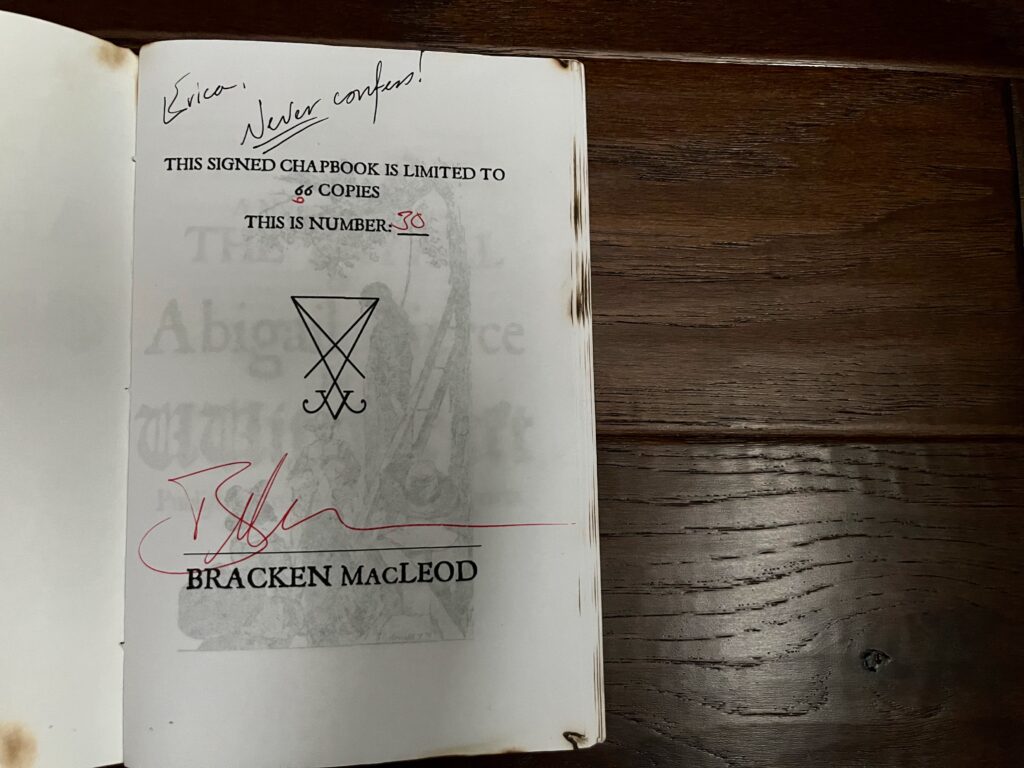 Erica,
Never confess!
THIS SIGNED CHAPBOOK IS LIMITED TO
66 COPIES
THIS IS NUMBER: 30
BRACKEN MACLEOD